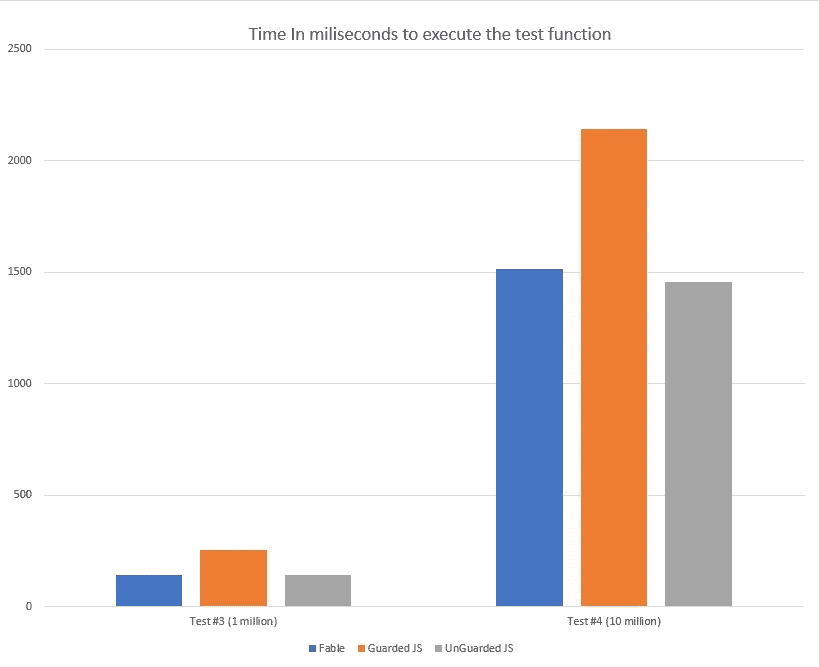 Time In miliseconds to execute the test function
2500
2000
1500
1000
500
0
Test #3 (1 million)
Test #4 (10 million)
Fable
Guarded JS
UnGuarded JS